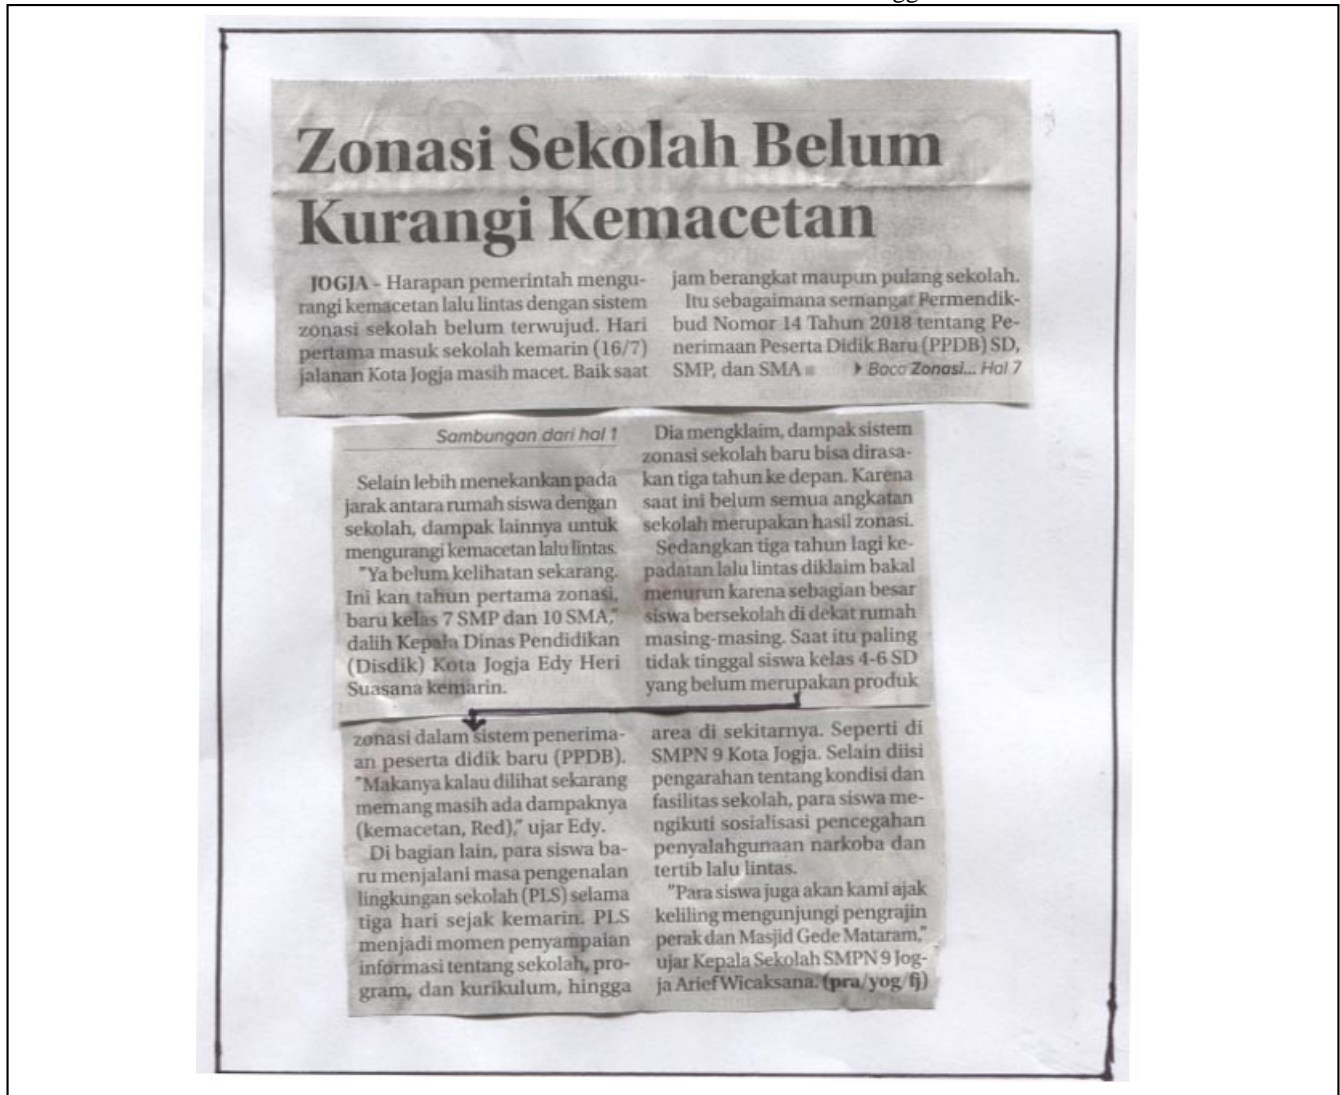 Zonasi Sekolah Belum
Kurangi Kemacetan
JOGJA - Harapan pemerintah mengu-
rangi kemacetan lalu lintas dengan sistem
zonasi sekolah belum terwujud. Hari
pertama masuk sekolah kemarin (16/7)
jalanan Kota Jogja masih macet. Baik saat
jam berangkat maupun pulang sekolah.
Itu sebagaimana semangat Permendik-
bud Nomor 14 Tahun 2018 tentang Pe-
nerimaan Peserta Didik Baru (PPDB) SD,
SMP, dan SMA
Baca Zonasi... Hal 7
Sambungan dari hal 1
Selain lebih menekankan pada
jarak antara rumah siswa dengan
sekolah, dampak lainnya untuk
mengurangi kemacetan lalu lintas.
"Ya belum kelihatan sekarang.
Ini kan tahun pertama zonasi,
baru kelas 7 SMP dan 10 SMA,"
dalih Kepala Dinas Pendidikan
(Disdik) Kota Jogja Edy Heri
Suasana kemarin.
Dia mengklaim, dampak sistem
zonasi sekolah baru bisa dirasa-
kan tiga tahun ke depan. Karena
saat ini belum semua angkatan
sekolah merupakan hasil zonasi.
Sedangkan tiga tahun lagi ke-
padatan lalu lintas diklaim bakal
menurun karena sebagian besar
siswa bersekolah di dekat rumah
masing-masing. Saat itu paling
tidak tinggal siswa kelas 4-6 SD
yang belum merupakan produk
zonasi dalam sistem penerima-
an peserta didik baru (PPDB).
"Makanya kalau dilihat sekarang
memang masih ada dampaknya
(kemacetan, Red)," ujar Edy.
Di bagian lain, para siswa ba-
ru menjalani masa pengenalan
lingkungan sekolah (PLS) selama
tiga hari sejak kemarin. PLS
menjadi momen penyampaian
informasi tentang sekolah, pro-
gram, dan kurikulum, hingga
area di sekitarnya. Seperti di
SMPN 9 Kota Jogja. Selain diisi
pengarahan tentang kondisi dan
fasilitas sekolah, para siswa me-
ngikuti sosialisasi pencegahan
penyalahgunaan narkoba dan
tertib lalu lintas.
"Para siswa juga akan kami ajak
keliling mengunjungi pengrajin
perak dan Masjid Gede Mataram,"
ujar Kepala Sekolah SMPN 9 Jog-
ja Arief Wicaksana. (pra/yog/fj)